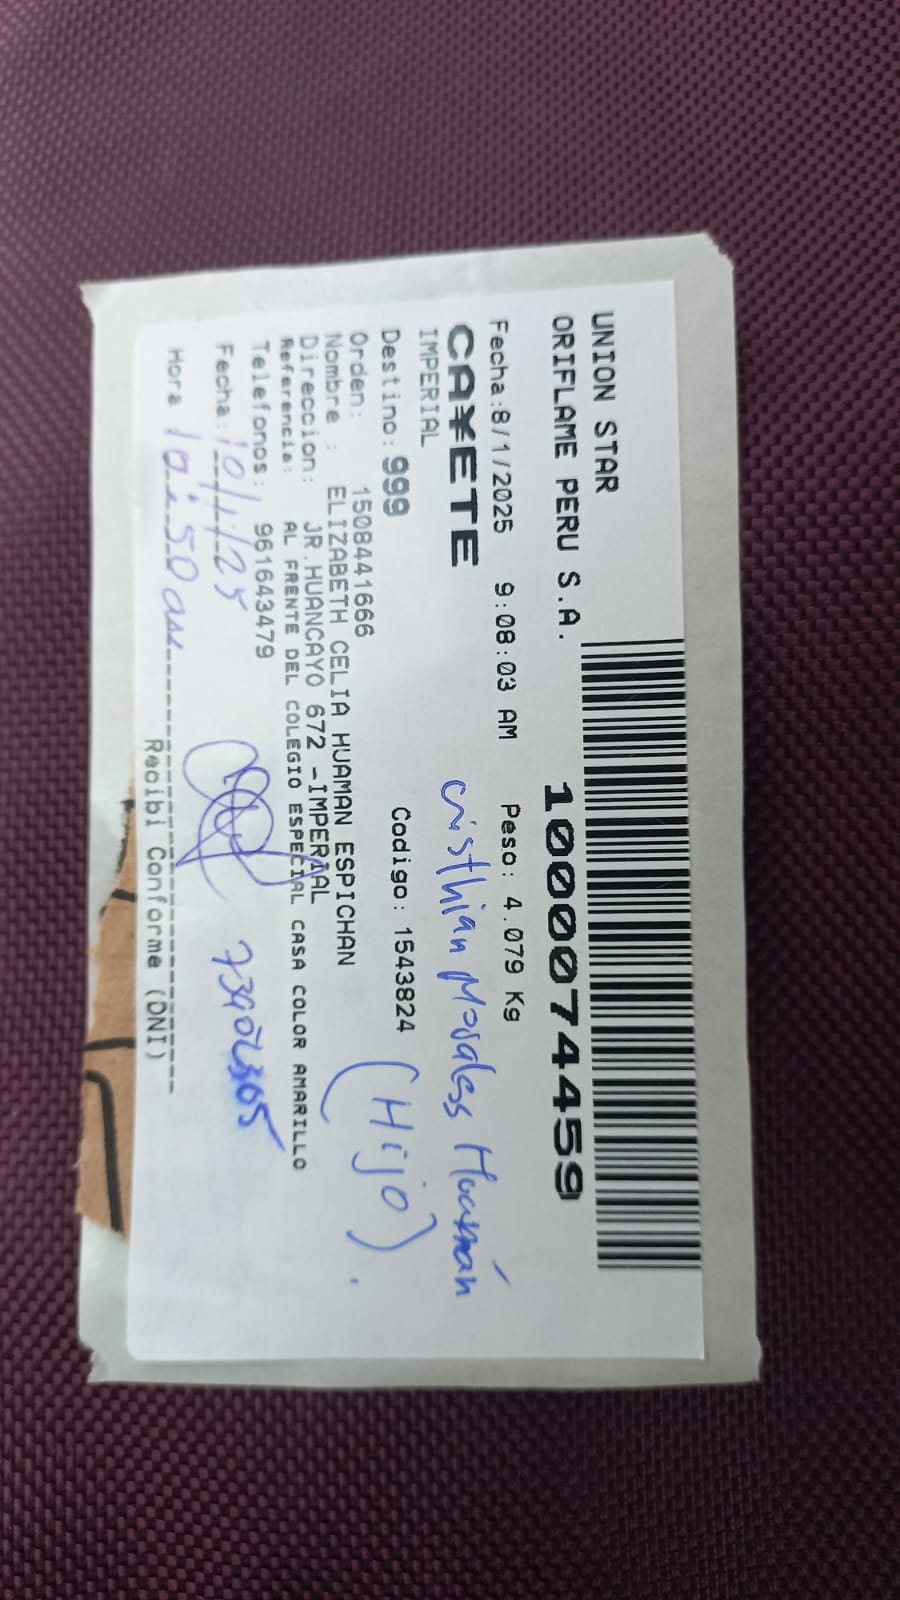 UNION STAR
ORIFLAME PERU S.A. 1000074459
Fecha:8/1/2025 9:08:03 AM Peso: 4.079 Kg
CA¥ETE
IMPERIAL
cristhian Morales Huamán
Destino: 999 Codigo: 1543824
(Hijo).
Orden: 1508441666
Nombre : ELIZABETH CELIA HUAMAN ESPICHAN
Direccion: JR.HUANCAYO 672 -IMPERIAL
Referencia: AL FRENTE DEL COLEGIO ESPECIAL CASA COLOR AMARILLO
Telefonos: 961643479
Fecha: 10/1/25
Hora 10:50 am
Recibi Conforme (DNI)